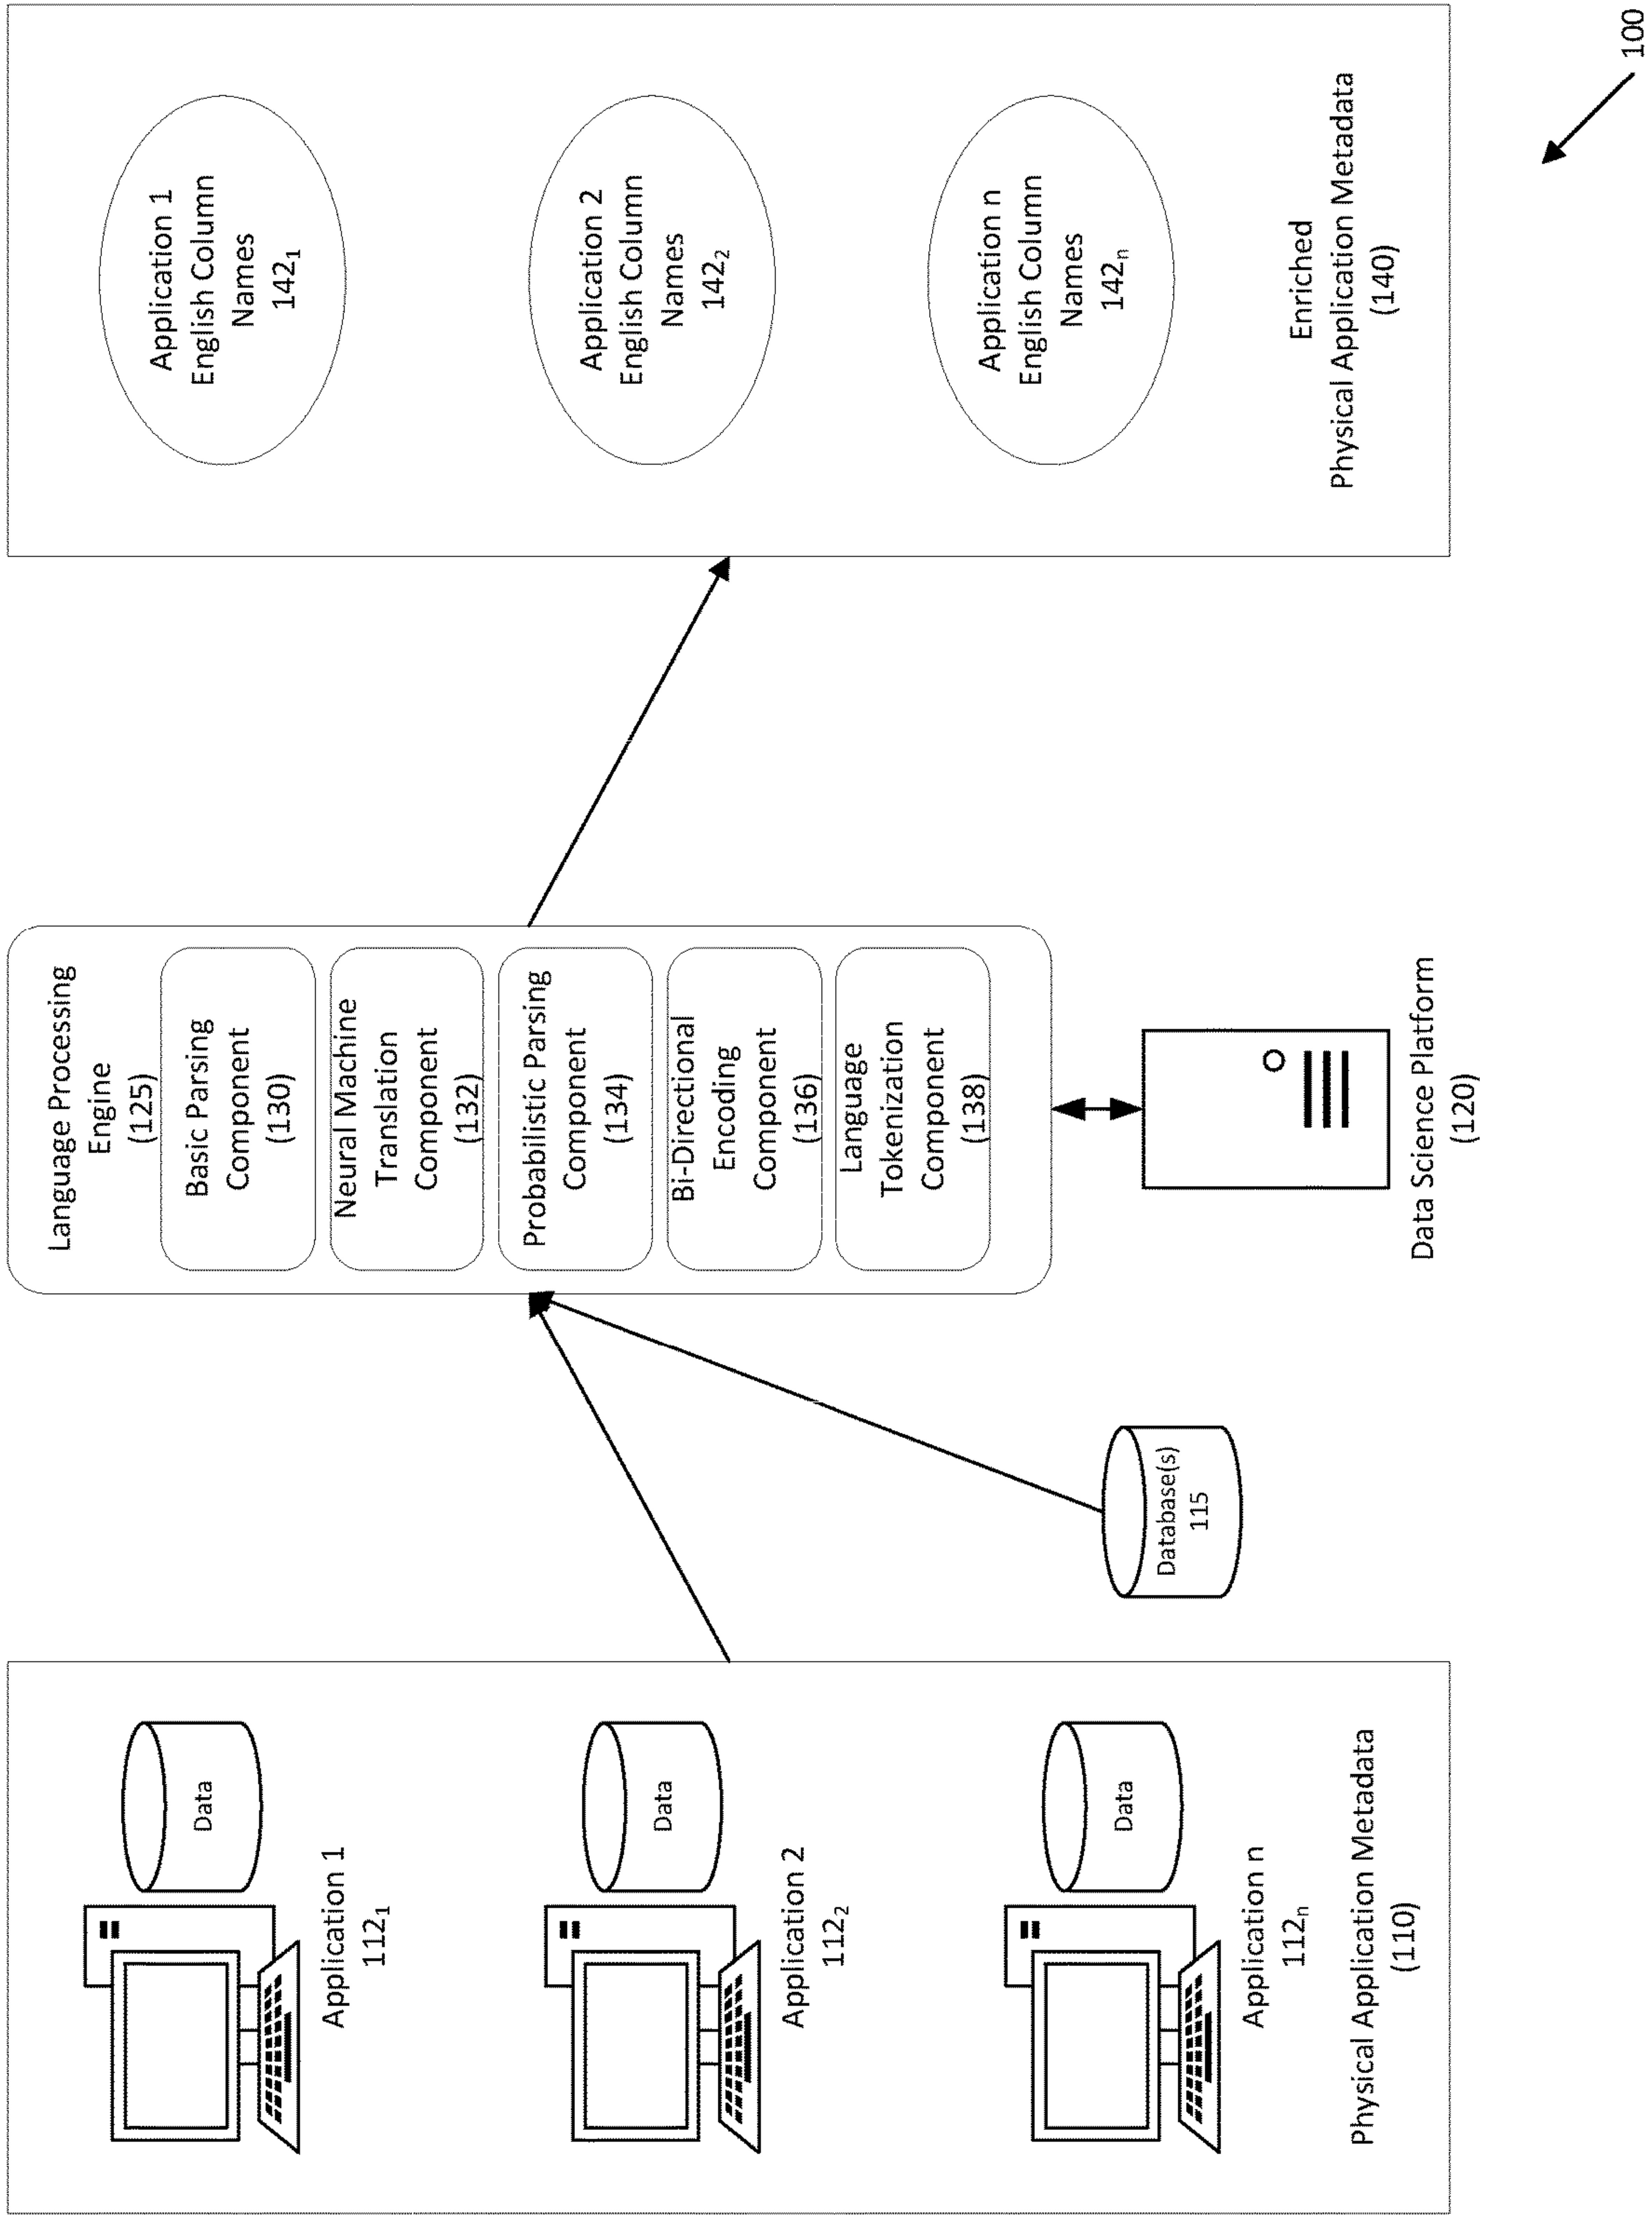 Data
Application 1
112₁
Data
Application 2
112₂
Data
Application n
112ₙ
Physical Application Metadata
(110)
Database(s)
115
Language Processing
Engine
(125)
Basic Parsing
Component
(130)
Neural Machine
Translation
Component
(132)
Probabilistic Parsing
Component
(134)
Bi-Directional
Encoding
Component
(136)
Language
Tokenization
Component
(138)
Data Science Platform
(120)
Application 1
English Column
Names
142₁
Application 2
English Column
Names
142₂
Application n
English Column
Names
142ₙ
Enriched
Physical Application Metadata
(140)
100